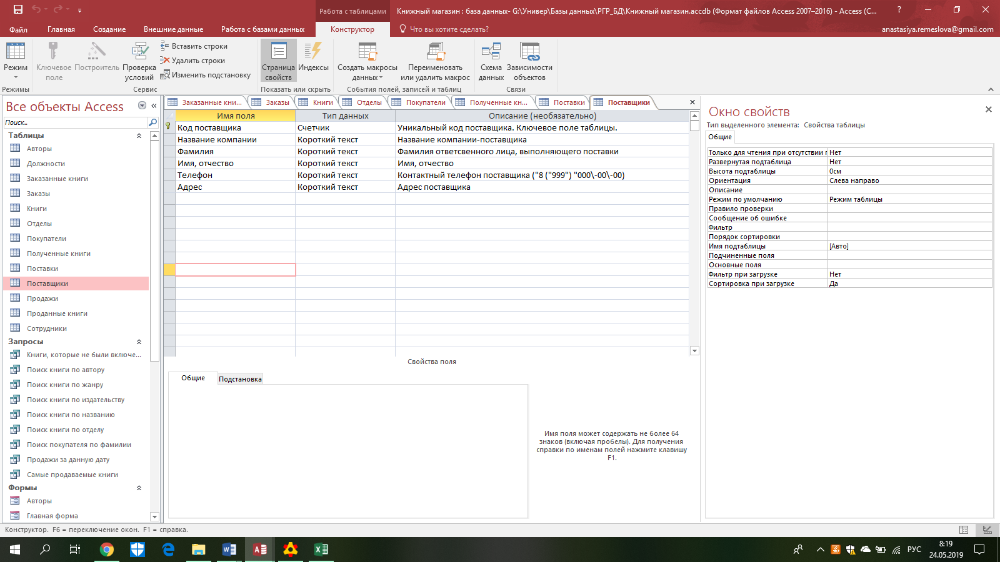 Работа с таблицами
Книжный магазин : база данных- G:\Универ\Базы данных\РГР_БД\Книжный магазин.accdb (Формат файлов Access 2007–2016) - Access (С...
?
Файл
Главная
Создание
Внешние данные
Работа с базами данных
Конструктор
Что вы хотите сделать?
anastasiya.remeslova@gmail.com
Режим
Ключевое поле
Построитель
Проверка условий
Вставить строки
Удалить строки
Изменить подстановку
Страница свойств
Индексы
Создать макросы данных
Переименовать или удалить макрос
Схема данных
Зависимости объектов
Режимы
Сервис
Показать или скрыть
События полей, записей и таблиц
Связи
Все объекты Access
Поиск...
Таблицы
Авторы
Должности
Заказанные книги
Заказы
Книги
Отделы
Покупатели
Полученные книги
Поставки
Поставщики
Продажи
Проданные книги
Сотрудники
Запросы
Книги, которые не были включе...
Поиск книги по автору
Поиск книги по жанру
Поиск книги по издательству
Поиск книги по названию
Поиск книги по отделу
Поиск покупателя по фамилии
Продажи за данную дату
Самые продаваемые книги
Формы
Авторы
Главная форма
Заказанные кни...
Заказы
Книги
Отделы
Покупатели
Полученные кн...
Поставки
Поставщики
Имя поля Тип данных Описание (необязательно)
Код поставщика Счетчик Уникальный код поставщика. Ключевое поле таблицы.
Название компании Короткий текст Название компании-поставщика
Фамилия Короткий текст Фамилия ответсвенного лица, выполняющего поставки
Имя, отчество Короткий текст Имя, отчество
Телефон Короткий текст Контактный телефон поставщика ("8 ("999") "000\-00\-00)
Адрес Короткий текст Адрес поставщика
Свойства поля
Общие
Подстановка
Имя поля может содержать не более 64
знаков (включая пробелы). Для получения
справки по именам полей нажмите клавишу
F1.
Окно свойств
Тип выделенного элемента: Свойства таблицы
Общие
Только для чтения при отсутствии г Нет
Развернутая подтаблица Нет
Высота подтаблицы 0см
Ориентация Слева направо
Описание
Режим по умолчанию Режим таблицы
Правило проверки
Сообщение об ошибке
Фильтр
Порядок сортировки
Имя подтаблицы [Авто]
Подчиненные поля
Основные поля
Фильтр при загрузке Нет
Сортировка при загрузке Да
Конструктор. F6 = переключение окон. F1 = справка.
РУС
8:19
24.05.2019